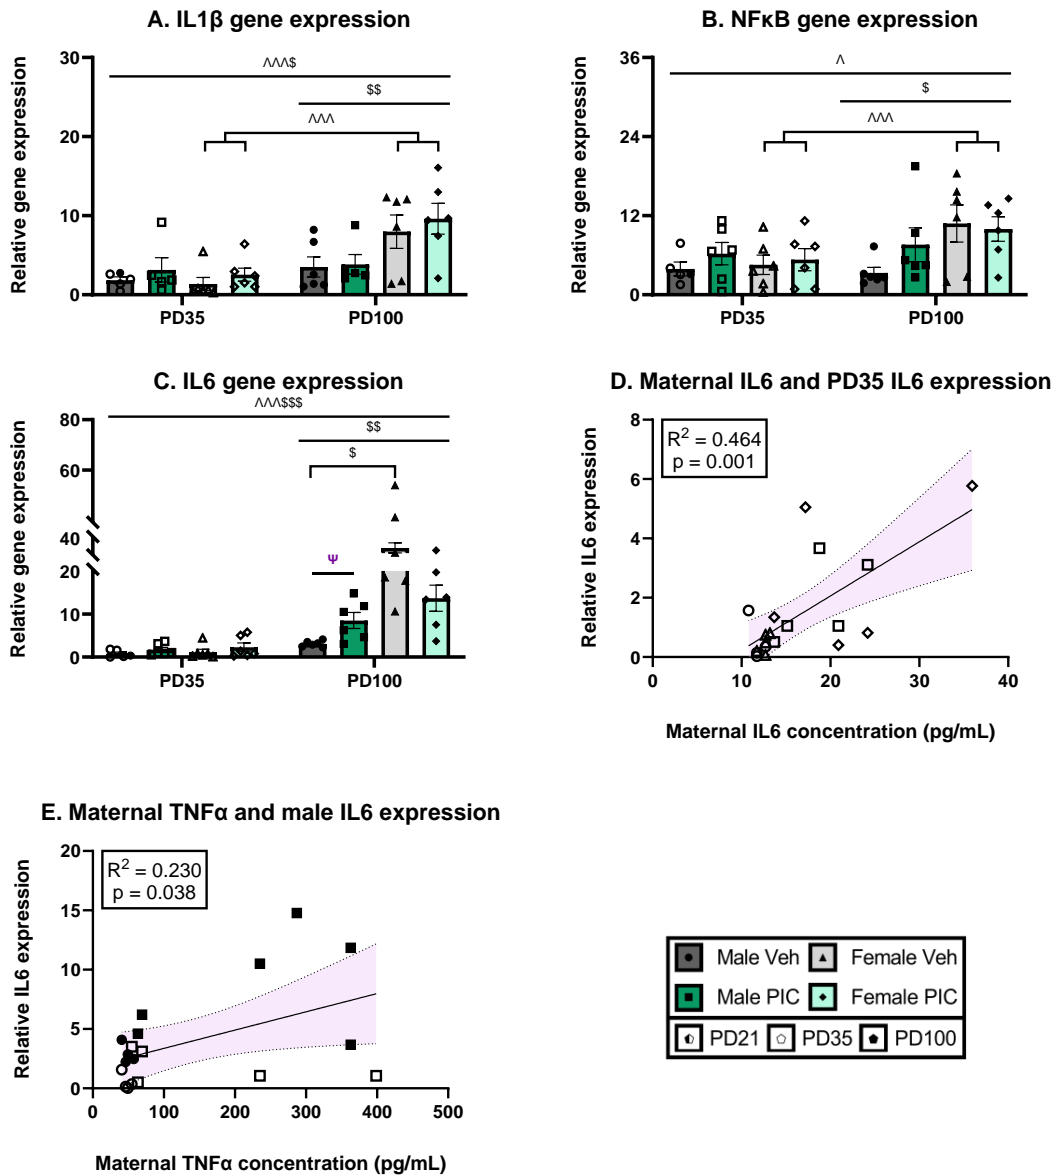 A. IL1β gene expression
Relative gene expression
30
20
10
0
ΛΛΛ$
$$
ΛΛΛ
PD35
PD100
B. NFκB gene expression
Relative gene expression
36
24
12
0
Λ
$
ΛΛΛ
PD35
PD100
C. IL6 gene expression
Relative gene expression
80
60
40
20
10
0
ΛΛΛ$$$
$$
$
Ψ
PD35
PD100
D. Maternal IL6 and PD35 IL6 expression
Relative IL6 expression
8
6
4
2
0
R² = 0.464
p = 0.001
0
10
20
30
40
Maternal IL6 concentration (pg/mL)
E. Maternal TNFα and male IL6 expression
Relative IL6 expression
20
15
10
5
0
R² = 0.230
p = 0.038
0
100
200
300
400
500
Maternal TNFα concentration (pg/mL)
Male Veh
Female Veh
Male PIC
Female PIC
PD21
PD35
PD100